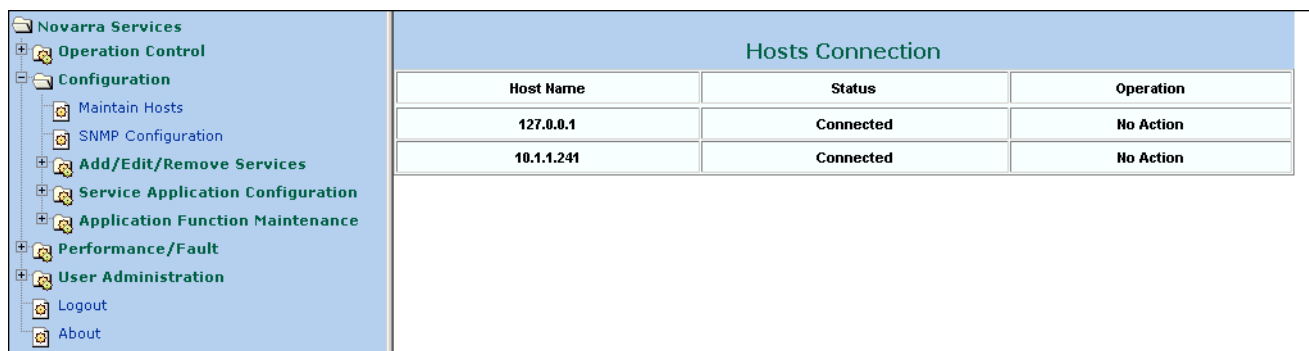 Novarra Services
Operation Control
Configuration
Maintain Hosts
SNMP Configuration
Add/Edit/Remove Services
Service Application Configuration
Application Function Maintenance
Performance/Fault
User Administration
Logout
About
Hosts Connection
Host Name Status Operation
127.0.0.1 Connected No Action
10.1.1.241 Connected No Action